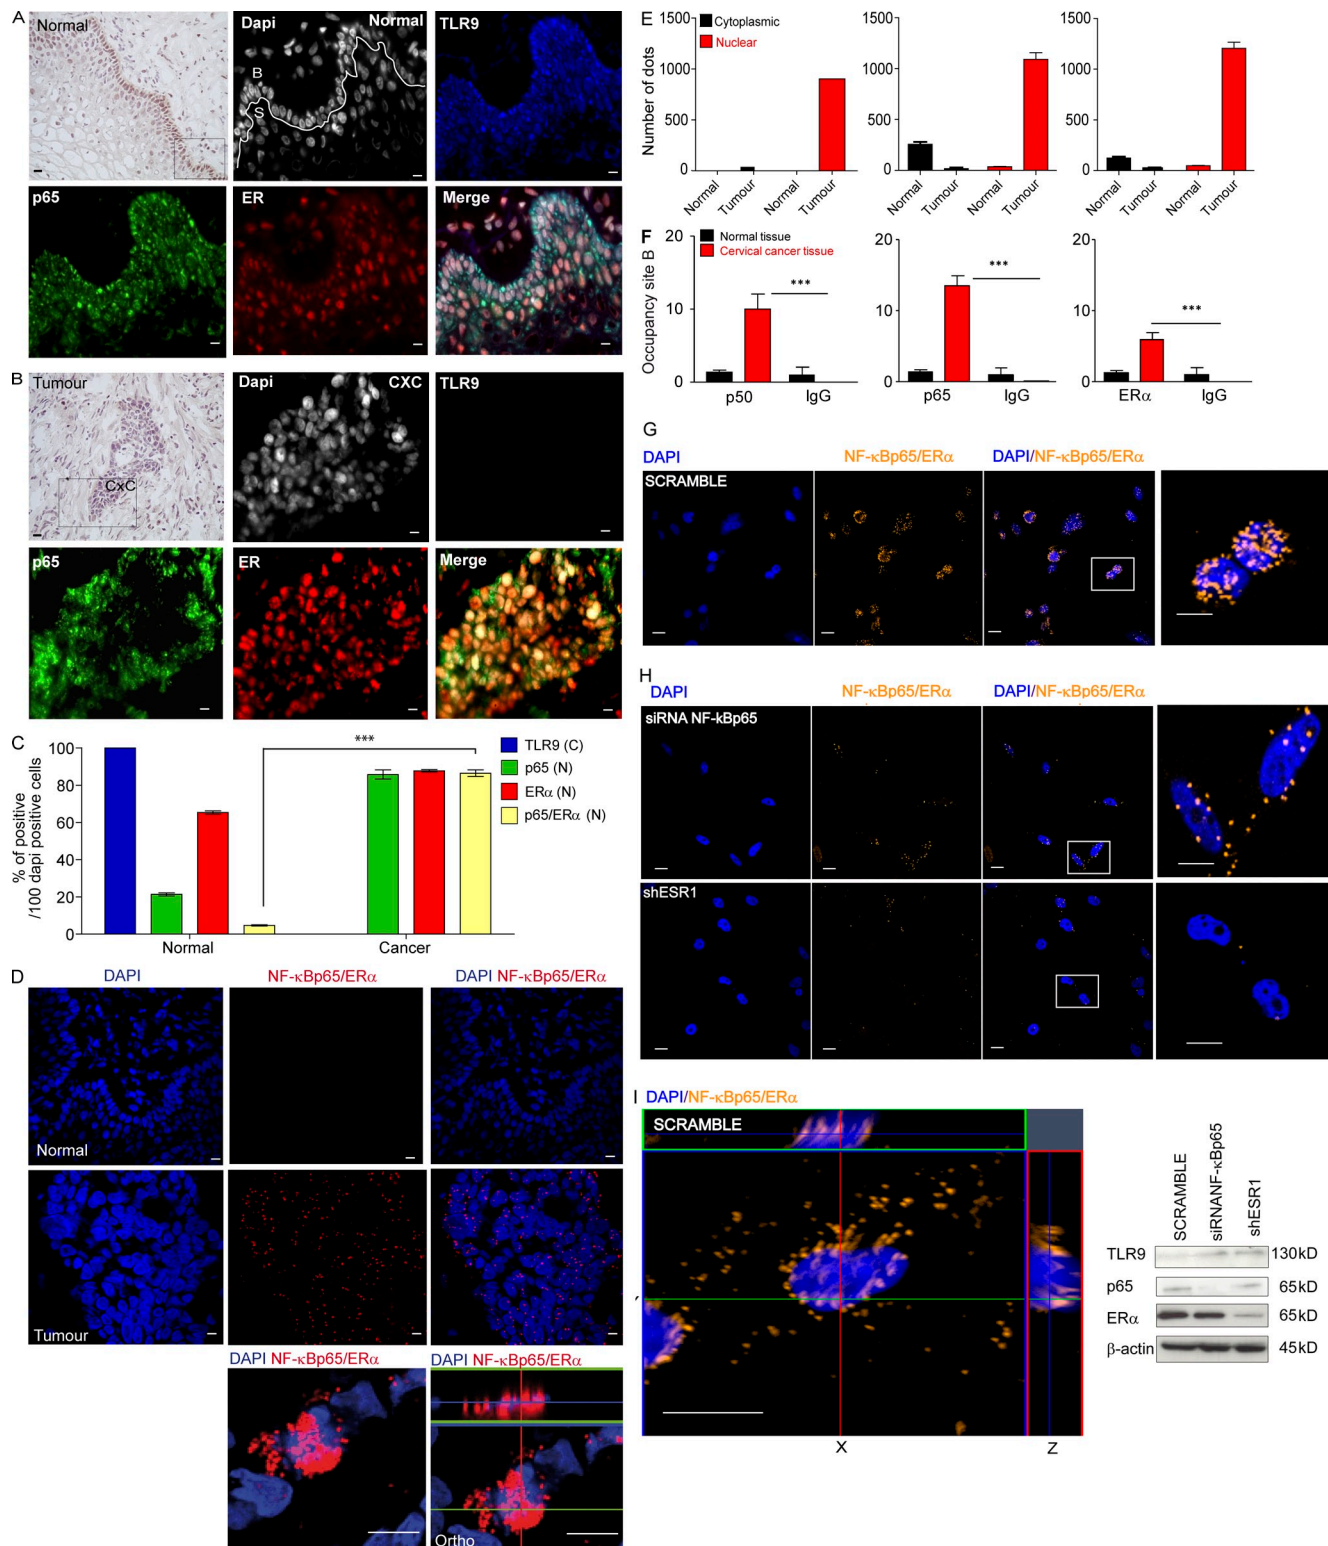 A
Normal
Dapi
Normal
B
S
TLR9
p65
ER
Merge
B
Tumour
CxC
Dapi
CXC
TLR9
p65
ER
Merge
C
% of positive
/100 dapi positive cells
100
80
60
40
20
0
***
Normal
Cancer
TLR9 (C)
p65 (N)
ERα (N)
p65/ERα (N)
D
DAPI
NF-κBp65/ERα
DAPI NF-κBp65/ERα
Normal
Tumour
DAPI NF-κBp65/ERα
DAPI NF-κBp65/ERα
Ortho
E
Cytoplasmic
Nuclear
Number of dots
1500
1000
500
0
Normal
Tumour
Normal
Tumour
1500
1000
500
0
Normal
Tumour
Normal
Tumour
1500
1000
500
0
Normal
Tumour
Normal
Tumour
F
Normal tissue
Cervical cancer tissue
Occupancy site B
20
10
0
***
p50
IgG
20
10
0
***
p65
IgG
20
10
0
***
ERα
IgG
G
DAPI
NF-κBp65/ERα
DAPI/NF-κBp65/ERα
SCRAMBLE
H
DAPI
NF-κBp65/ERα
DAPI/NF-κBp65/ERα
siRNA NF-kBp65
shESR1
I
DAPI/NF-κBp65/ERα
SCRAMBLE
X
Z
SCRAMBLE
siRNANF-κBp65
shESR1
TLR9
130kD
p65
65kD
ERα
65kD
β-actin
45kD